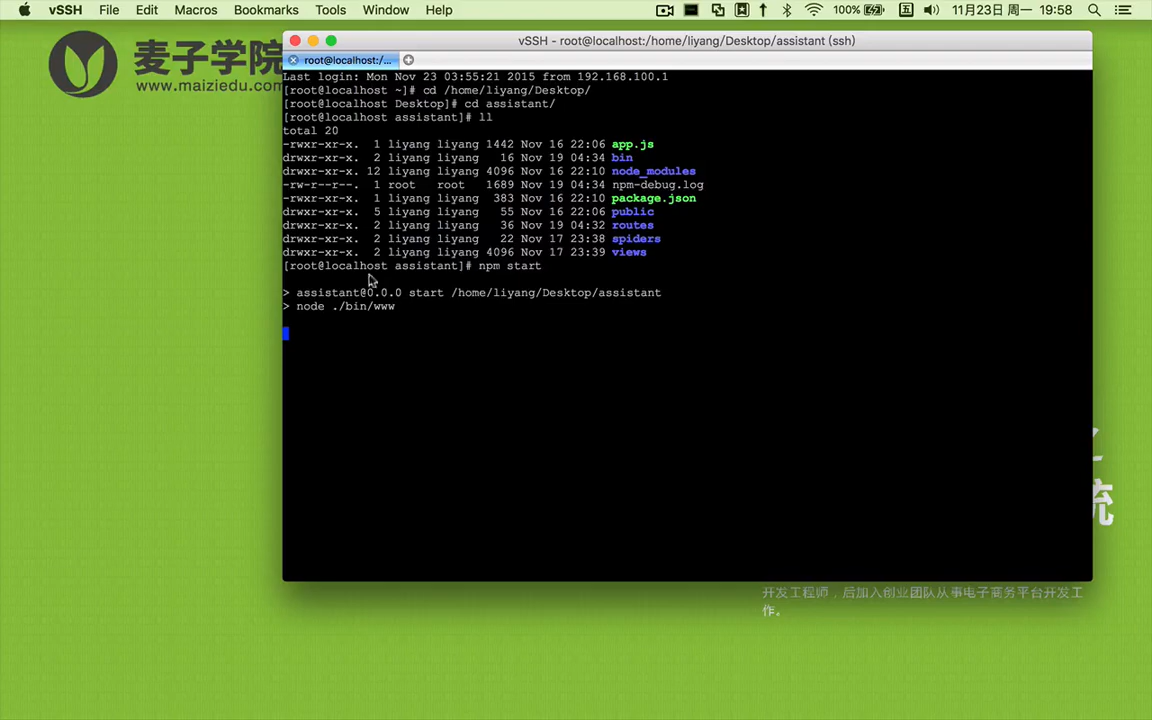 vSSH File Edit Macros Bookmarks Tools Window Help 100% 五 11月23日 周一 19:58
麦子学院
www.maiziedu.com
vSSH - root@localhost:/home/liyang/Desktop/assistant (ssh)
root@localhost:/...
Last login: Mon Nov 23 03:55:21 2015 from 192.168.100.1
[root@localhost ~]# cd /home/liyang/Desktop/
[root@localhost Desktop]# cd assistant/
[root@localhost assistant]# ll
total 20
-rwxr-xr-x. 1 liyang liyang 1442 Nov 16 22:06 app.js
drwxr-xr-x. 2 liyang liyang 16 Nov 19 04:34 bin
drwxr-xr-x. 12 liyang liyang 4096 Nov 16 22:10 node_modules
-rw-r--r--. 1 root root 1689 Nov 19 04:34 npm-debug.log
-rwxr-xr-x. 1 liyang liyang 383 Nov 16 22:10 package.json
drwxr-xr-x. 5 liyang liyang 55 Nov 16 22:06 public
drwxr-xr-x. 2 liyang liyang 36 Nov 19 04:32 routes
drwxr-xr-x. 2 liyang liyang 22 Nov 17 23:38 spiders
drwxr-xr-x. 2 liyang liyang 4096 Nov 17 23:39 views
[root@localhost assistant]# npm start
> assistant@0.0.0 start /home/liyang/Desktop/assistant
> node ./bin/www
统
开发工程师，后加入创业团队从事电子商务平台开发工
作。